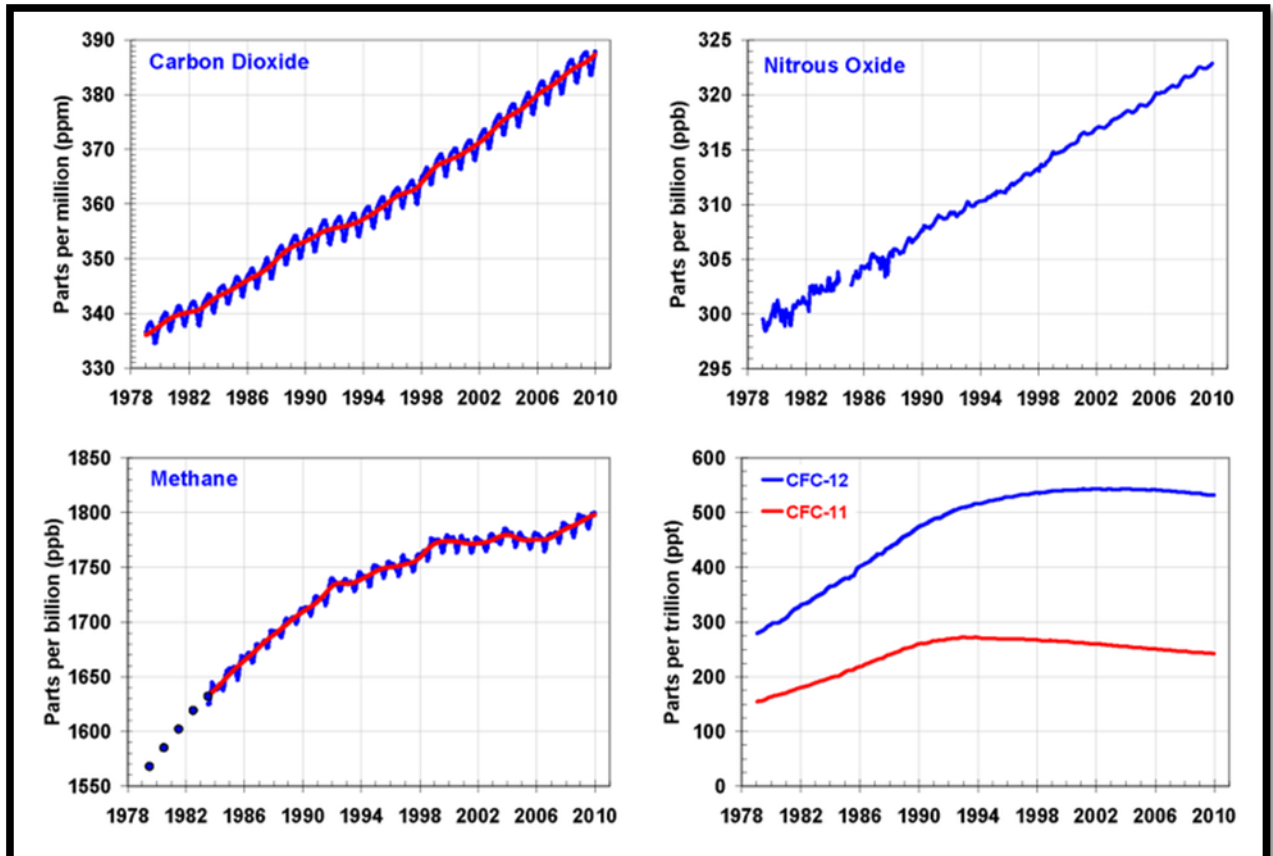 Carbon Dioxide
Parts per million (ppm)
390
380
370
360
350
340
330
1978 1982 1986 1990 1994 1998 2002 2006 2010
Nitrous Oxide
Parts per billion (ppb)
325
320
315
310
305
300
295
1978 1982 1986 1990 1994 1998 2002 2006 2010
Methane
Parts per billion (ppb)
1850
1800
1750
1700
1650
1600
1550
1978 1982 1986 1990 1994 1998 2002 2006 2010
CFC-12
CFC-11
Parts per trillion (ppt)
600
500
400
300
200
100
0
1978 1982 1986 1990 1994 1998 2002 2006 2010